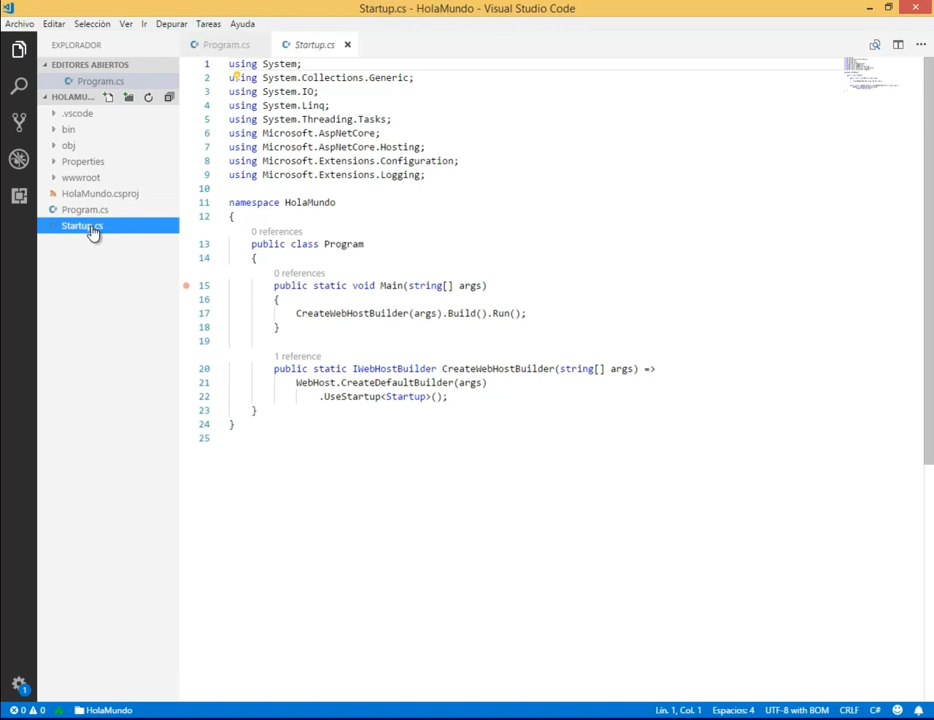 Startup.cs - HolaMundo - Visual Studio Code
Archivo Editar Selección Ver Ir Depurar Tareas Ayuda
EXPLORADOR
Program.cs
Startup.cs
EDITORES ABIERTOS
Program.cs
HOLAMU...
.vscode
bin
obj
Properties
wwwroot
HolaMundo.csproj
Program.cs
Startup.cs
1 using System;
2 using System.Collections.Generic;
3 using System.IO;
4 using System.Linq;
5 using System.Threading.Tasks;
6 using Microsoft.AspNetCore;
7 using Microsoft.AspNetCore.Hosting;
8 using Microsoft.Extensions.Configuration;
9 using Microsoft.Extensions.Logging;
10
11 namespace HolaMundo
12 {
0 references
13 public class Program
14 {
0 references
15 public static void Main(string[] args)
16 {
17 CreateWebHostBuilder(args).Build().Run();
18 }
19
1 reference
20 public static IWebHostBuilder CreateWebHostBuilder(string[] args) =>
21 WebHost.CreateDefaultBuilder(args)
22 .UseStartup<Startup>();
23 }
24 }
25
1
0 0 HolaMundo Lín. 1, Col. 1 Espacios: 4 UTF-8 with BOM CRLF C#